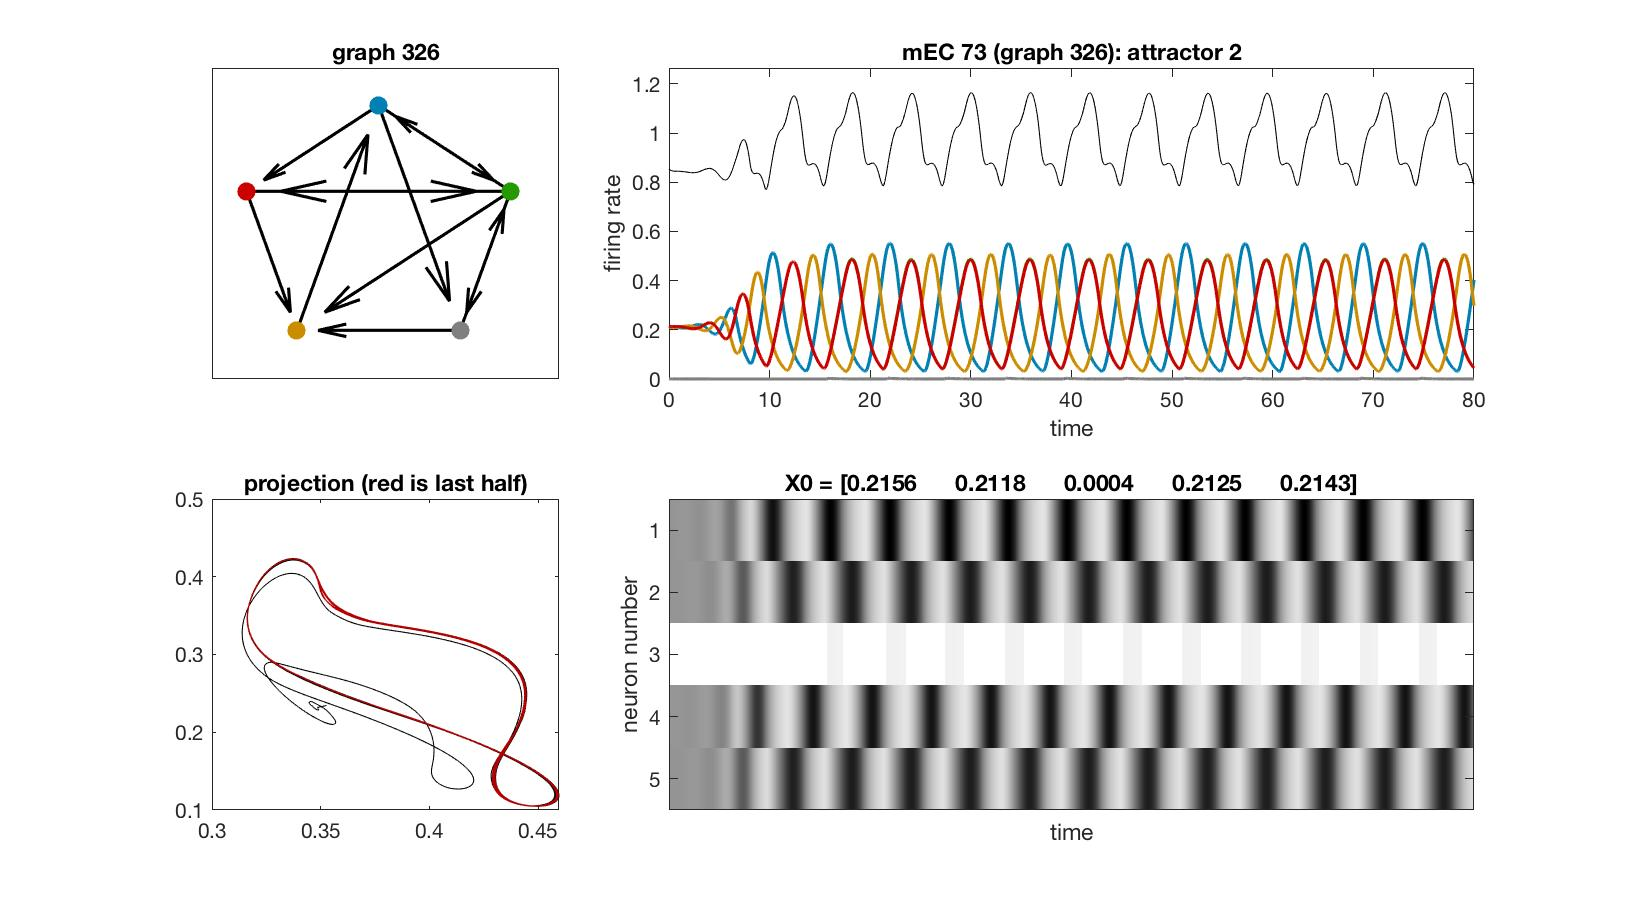 graph 326
mEC 73 (graph 326): attractor 2
firing rate
1.2
1
0.8
0.6
0.4
0.2
0
0 10 20 30 40 50 60 70 80
time
projection (red is last half)
0.5
0.4
0.3
0.2
0.1
0.3 0.35 0.4 0.45
X0 = [0.2156 0.2118 0.0004 0.2125 0.2143]
neuron number
1
2
3
4
5
time